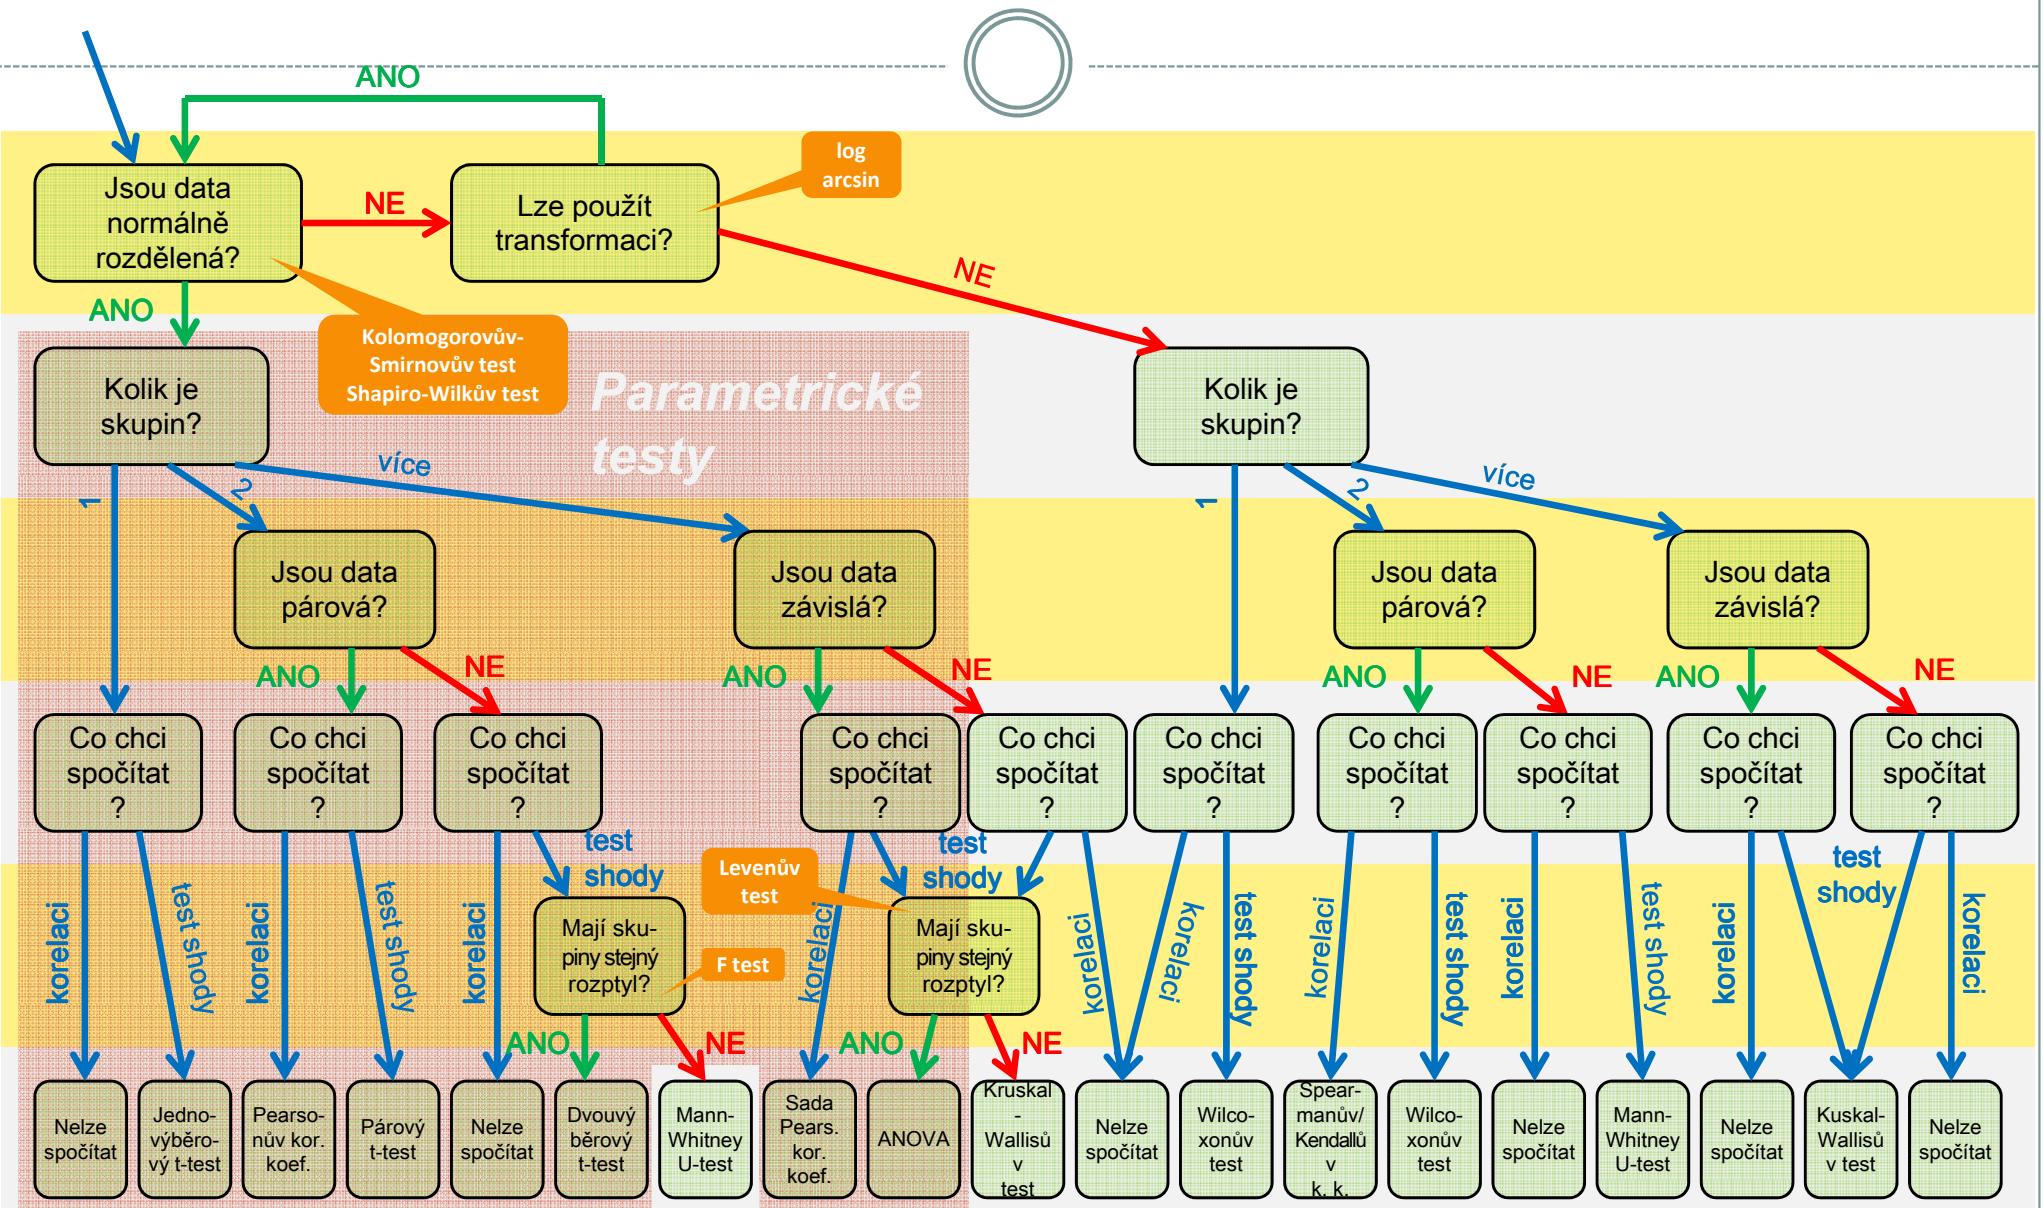 ANO
log
arcsin
Jsou data
normálně
rozdělená?
NE
Lze použít
transformaci?
NE
ANO
Kolomogorovův-
Smirnovův test
Shapiro-Wilkův test
Parametrické
testy
Kolik je
skupin?
Kolik je
skupin?
1
2
více
1
2
více
Jsou data
párová?
Jsou data
závislá?
Jsou data
párová?
Jsou data
závislá?
ANO
NE
ANO
NE
ANO
NE
ANO
NE
Co chci
spočítat
?
Co chci
spočítat
?
Co chci
spočítat
?
Co chci
spočítat
?
Co chci
spočítat
?
Co chci
spočítat
?
Co chci
spočítat
?
Co chci
spočítat
?
Co chci
spočítat
?
Co chci
spočítat
?
korelaci
test shody
korelaci
test shody
korelaci
test
shody
Levenův
test
korelaci
test
shody
korelaci
korelaci
test shody
korelaci
test shody
korelaci
test shody
korelaci
test
shody
korelaci
Mají sku-
piny stejný
rozptyl?
F test
Mají sku-
piny stejný
rozptyl?
ANO
NE
ANO
NE
Nelze
spočítat
Jedno-
výběro-
vý t-test
Pearso-
nův kor.
koef.
Párový
t-test
Nelze
spočítat
Dvouvý
běrový
t-test
Mann-
Whitney
U-test
Sada
Pears.
kor.
koef.
ANOVA
Kruskal
-
Wallisů
v
test
Nelze
spočítat
Wilco-
xonův
test
Spear-
manův/
Kendallů
v
k. k.
Wilco-
xonův
test
Nelze
spočítat
Mann-
Whitney
U-test
Nelze
spočítat
Kuskal-
Wallisů
v test
Nelze
spočítat